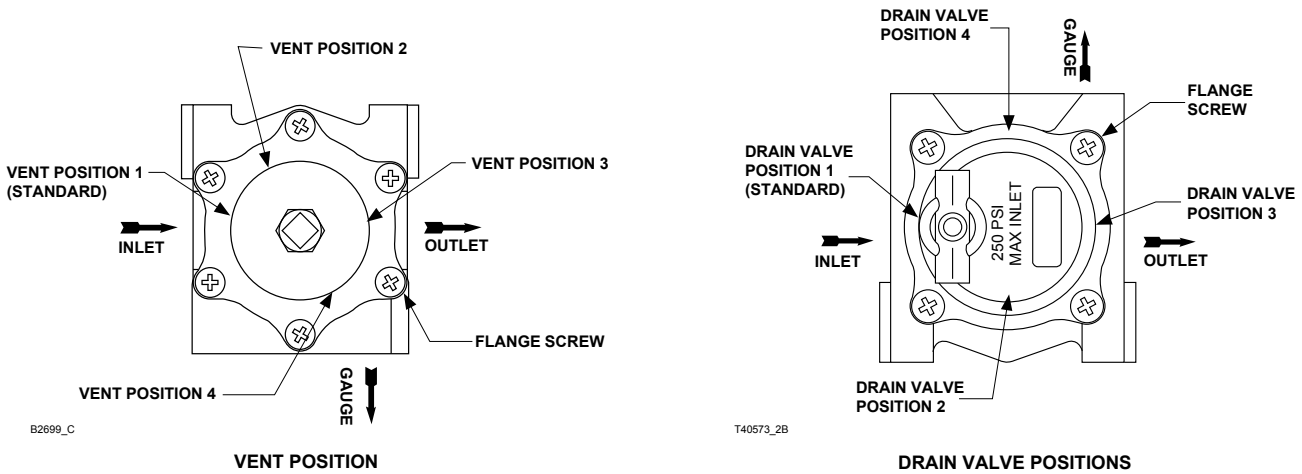 VENT POSITION 2
VENT POSITION 1
(STANDARD)
VENT POSITION 3
INLET
OUTLET
FLANGE SCREW
VENT POSITION 4
GAUGE
B2699_C
VENT POSITION
DRAIN VALVE
POSITION 4
GAUGE
FLANGE
SCREW
DRAIN VALVE
POSITION 1
(STANDARD)
250 PSI
MAX INLET
DRAIN VALVE
POSITION 3
INLET
OUTLET
DRAIN VALVE
POSITION 2
T40573_2B
DRAIN VALVE POSITIONS